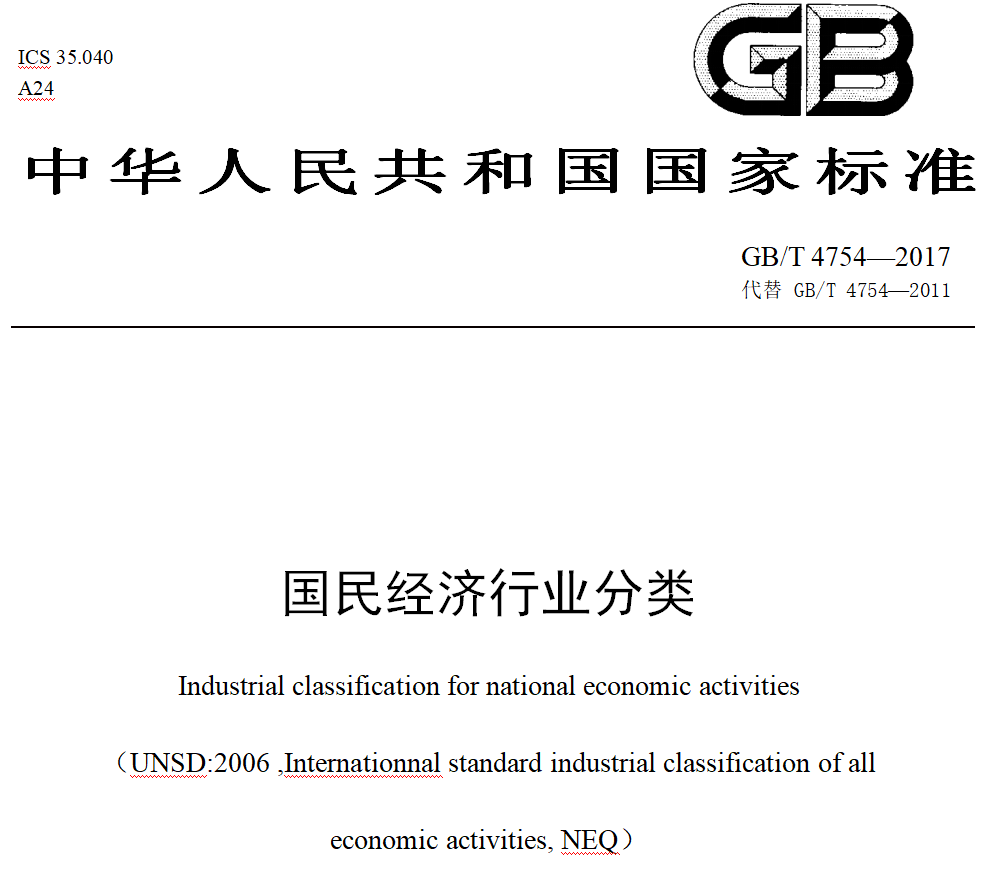 GB
ICS 35.040
A24
中华人民共和国国家标准
GB/T 4754—2017
代替 GB/T 4754—2011
国民经济行业分类
Industrial classification for national economic activities
（UNSD:2006 ,Internationnal standard industrial classification of all
economic activities, NEQ）